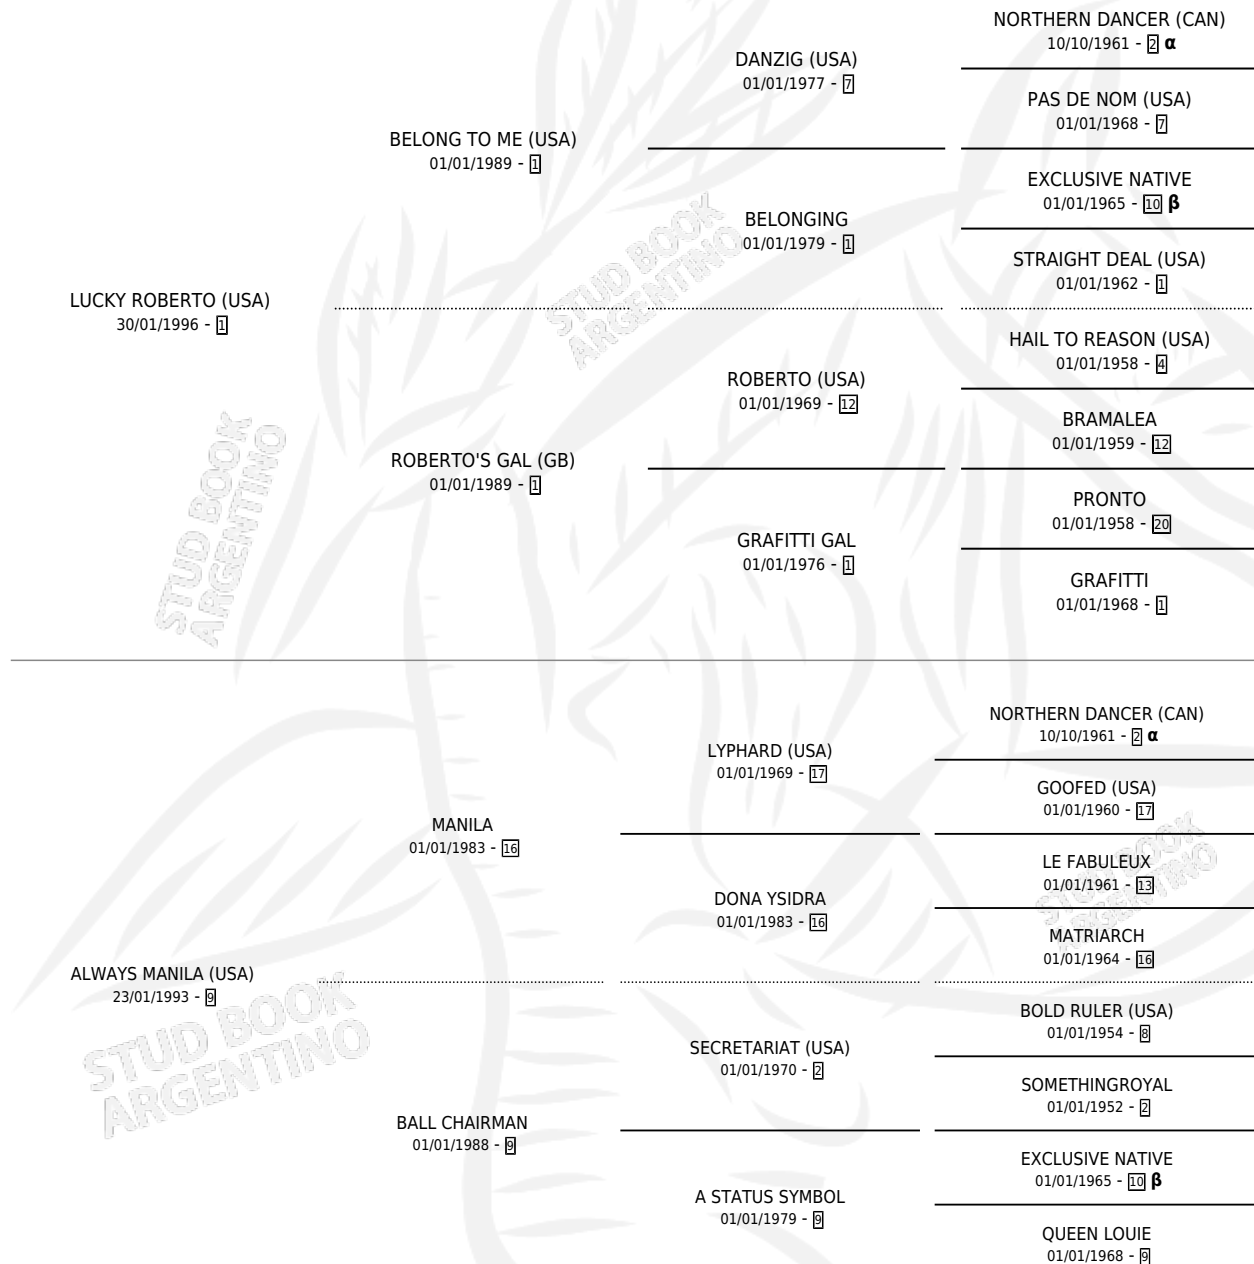 NORTHERN DANCER (CAN)
10/10/1961 - 2 α
DANZIG (USA)
01/01/1977 - 7
PAS DE NOM (USA)
01/01/1968 - 7
BELONG TO ME (USA)
01/01/1989 - 1
EXCLUSIVE NATIVE
01/01/1965 - 10 β
BELONGING
01/01/1979 - 1
STRAIGHT DEAL (USA)
01/01/1962 - 1
LUCKY ROBERTO (USA)
30/01/1996 - 1
HAIL TO REASON (USA)
01/01/1958 - 4
ROBERTO (USA)
01/01/1969 - 12
BRAMALEA
01/01/1959 - 12
ROBERTO'S GAL (GB)
01/01/1989 - 1
PRONTO
01/01/1958 - 20
GRAFITTI GAL
01/01/1976 - 1
GRAFITTI
01/01/1968 - 1
STUD BOOK
ARGENTINO
STUD BOOK
ARGENTINO
NORTHERN DANCER (CAN)
10/10/1961 - 2 α
LYPHARD (USA)
01/01/1969 - 17
GOOFED (USA)
01/01/1960 - 17
MANILA
01/01/1983 - 16
LE FABULEUX
01/01/1961 - 13
DONA YSIDRA
01/01/1983 - 16
MATRIARCH
01/01/1964 - 16
ALWAYS MANILA (USA)
23/01/1993 - 9
BOLD RULER (USA)
01/01/1954 - 8
SECRETARIAT (USA)
01/01/1970 - 2
SOMETHINGROYAL
01/01/1952 - 2
BALL CHAIRMAN
01/01/1988 - 9
EXCLUSIVE NATIVE
01/01/1965 - 10 β
A STATUS SYMBOL
01/01/1979 - 9
QUEEN LOUIE
01/01/1968 - 9
STUD BOOK
ARGENTINO
STUD BOOK
ARGENTINO